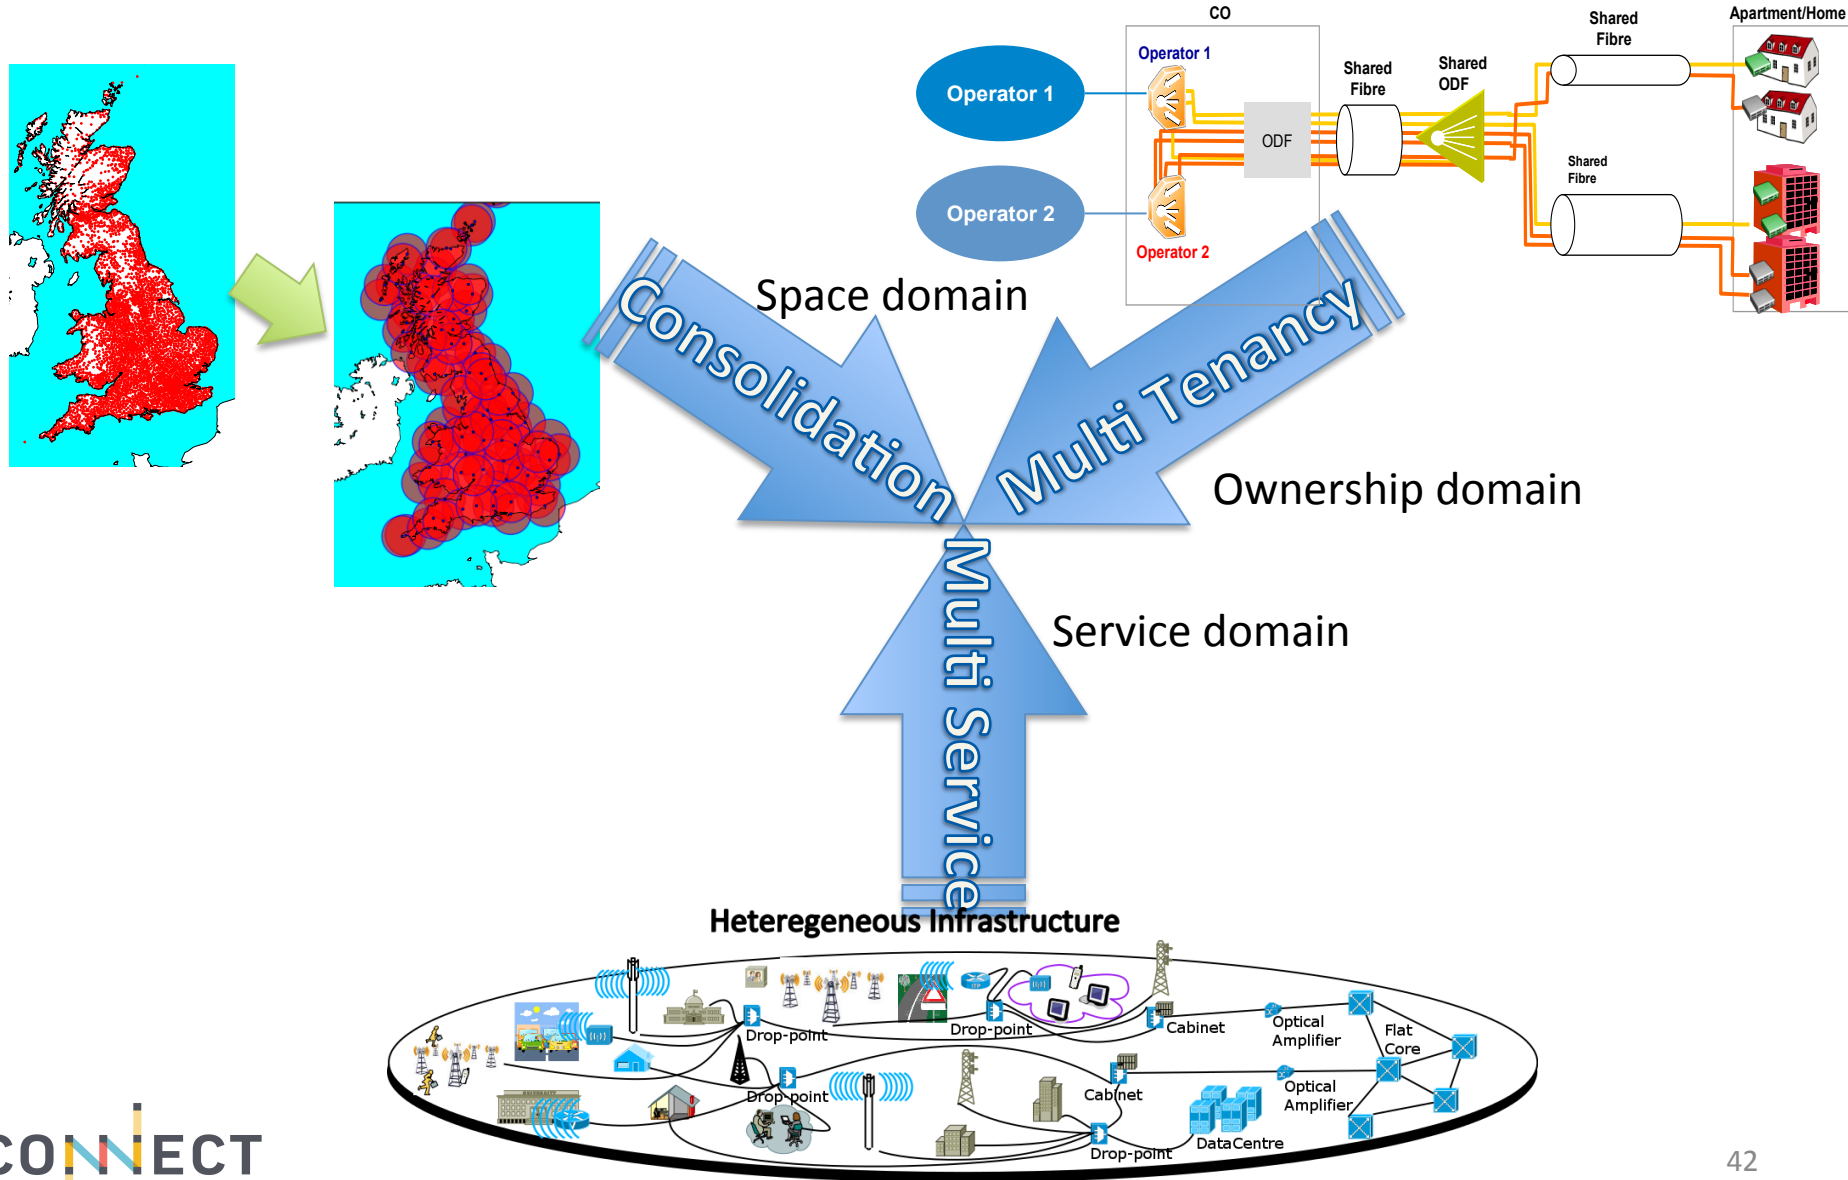 CO
Apartment/Home
Shared
Fibre
Operator 1
Operator 1
Shared
Fibre
Shared
ODF
ODF
Shared
Fibre
Operator 2
Operator 2
Space domain
Consolidation
Multi Tenancy
Ownership domain
Multi Service
Service domain
Heteregeneous Infrastructure
Drop-point
Drop-point
Cabinet
Optical
Amplifier
Flat
Core
Drop-point
Cabinet
Optical
Amplifier
Drop-point
DataCentre
CONNECT
42